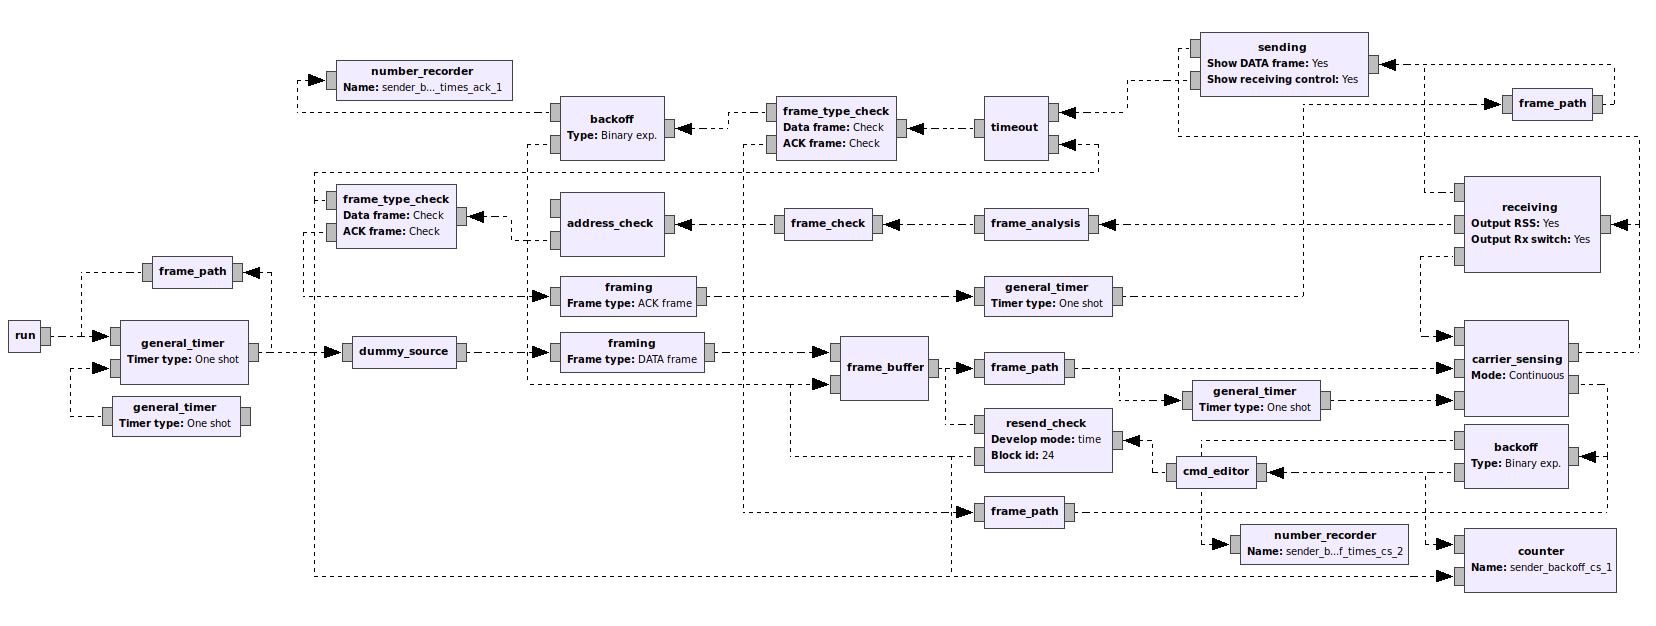 sending
Show DATA frame: Yes
Show receiving control: Yes
number_recorder
Name: sender_b..._times_ack_1
frame_path
backoff
Type: Binary exp.
frame_type_check
Data frame: Check
ACK frame: Check
timeout
frame_type_check
Data frame: Check
ACK frame: Check
address_check
frame_check
frame_analysis
receiving
Output RSS: Yes
Output Rx switch: Yes
frame_path
framing
Frame type: ACK frame
general_timer
Timer type: One shot
run
general_timer
Timer type: One shot
dummy_source
framing
Frame type: DATA frame
frame_buffer
frame_path
carrier_sensing
Mode: Continuous
general_timer
Timer type: One shot
general_timer
Timer type: One shot
resend_check
Develop mode: time
Block id: 24
cmd_editor
backoff
Type: Binary exp.
frame_path
number_recorder
Name: sender_b...f_times_cs_2
counter
Name: sender_backoff_cs_1